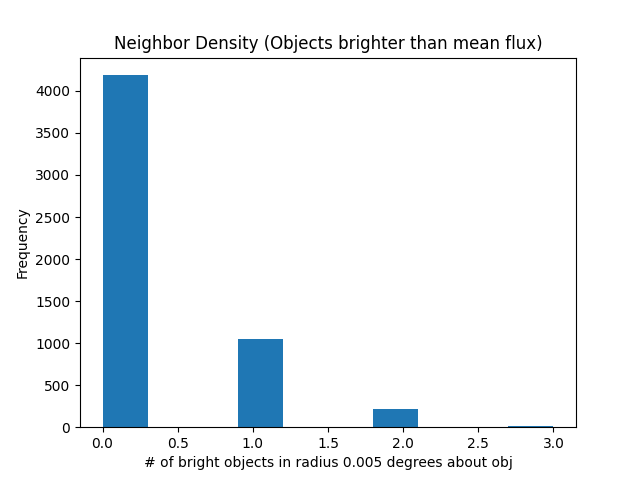 Neighbor Density (Objects brighter than mean flux)
4000
3500
3000
2500
2000
1500
1000
500
0
Frequency
0.0 0.5 1.0 1.5 2.0 2.5 3.0
# of bright objects in radius 0.005 degrees about obj